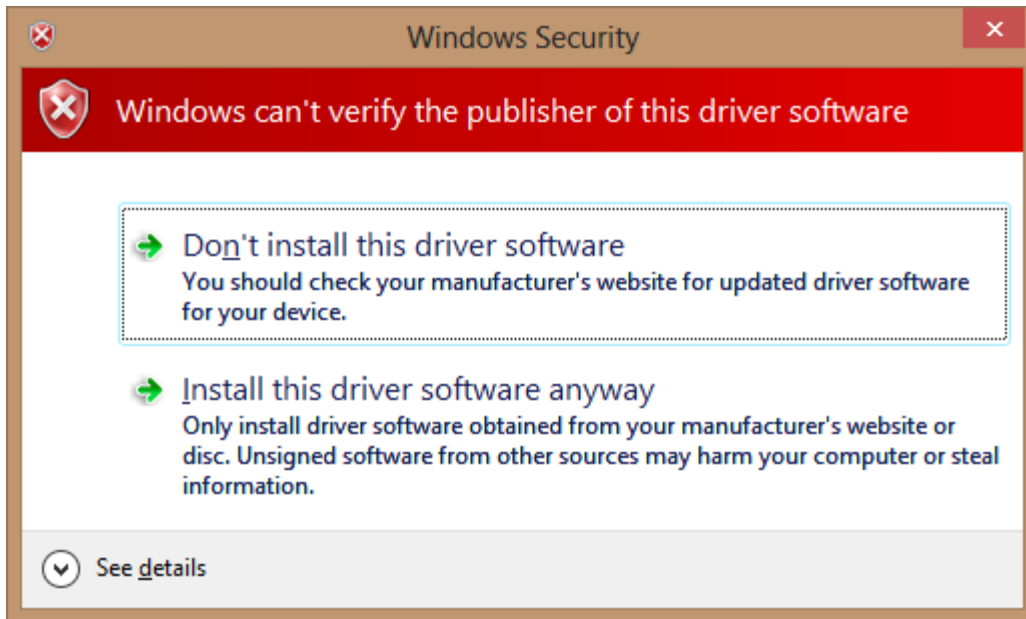 Windows Security
Windows can't verify the publisher of this driver software
Don't install this driver software
You should check your manufacturer's website for updated driver software
for your device.
Install this driver software anyway
Only install driver software obtained from your manufacturer's website or
disc. Unsigned software from other sources may harm your computer or steal
information.
See details